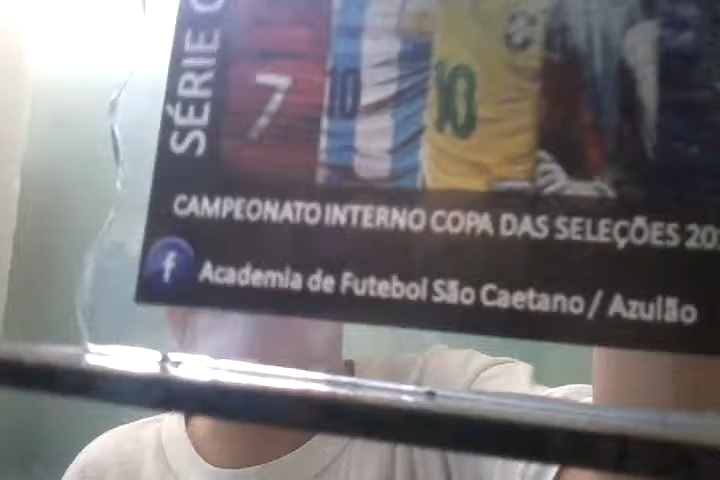 SÉRIE
7
10
10
CAMPEONATO INTERNO COPA DAS SELEÇÕES
f Academia de Futebol São Caetano / Azulão